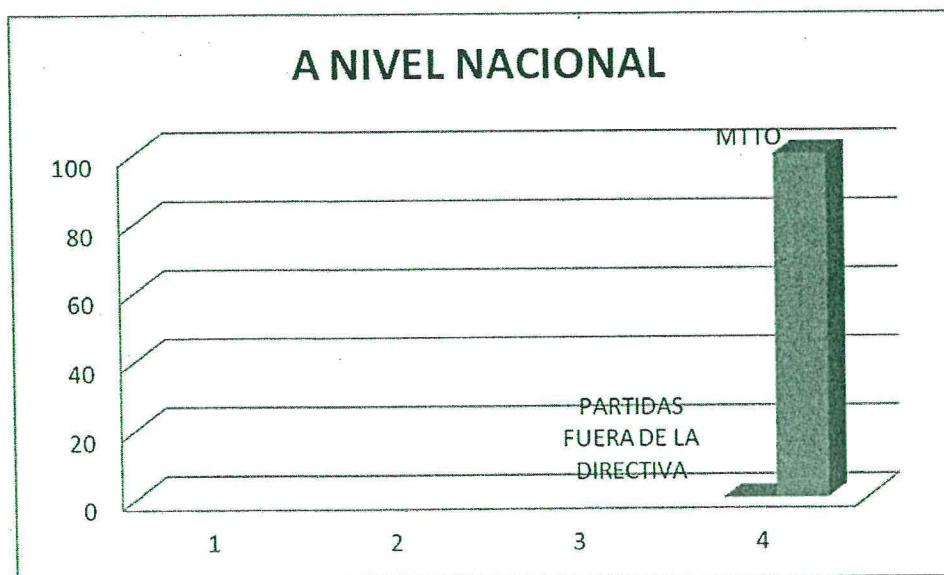 A NIVEL NACIONAL
MTTO
100
80
60
40
20
0
PARTIDAS
FUERA DE LA
DIRECTIVA
1
2
3
4